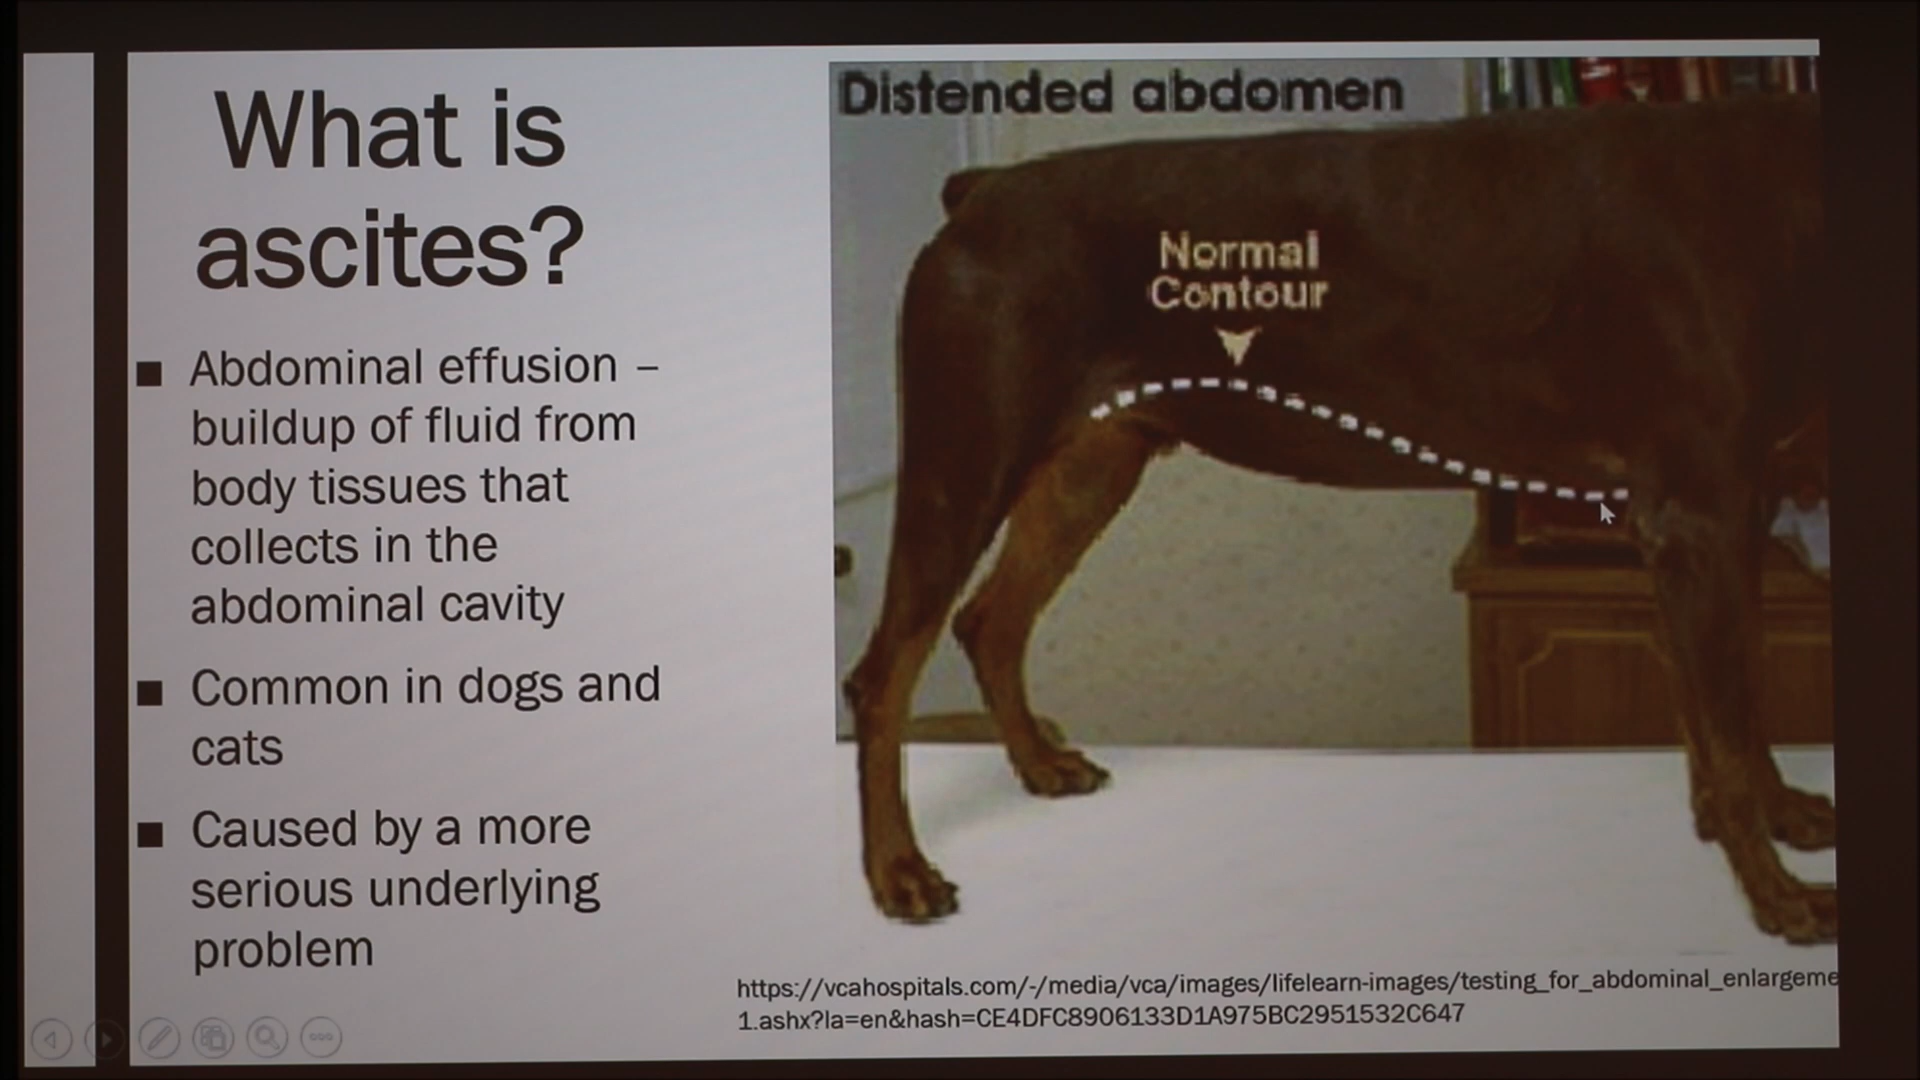 What is
ascites?
■ Abdominal effusion –
buildup of fluid from
body tissues that
collects in the
abdominal cavity
■ Common in dogs and
cats
■ Caused by a more
serious underlying
problem
Distended abdomen
Normal
Contour
https://vcahospitals.com/-/media/vca/images/lifelearn-images/testing_for_abdominal_enlargeme
1.ashx?la=en&hash=CE4DFC8906133D1A975BC2951532C647